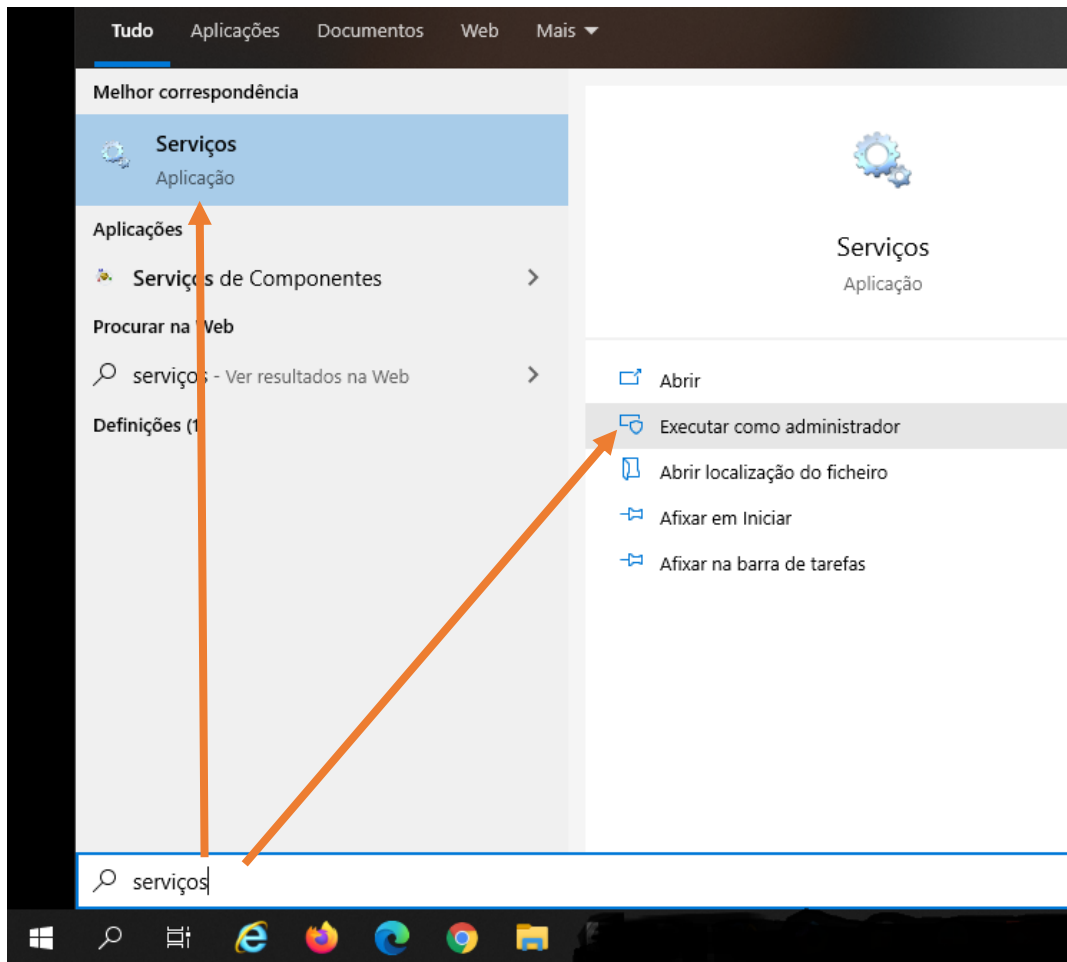 Tudo Aplicações Documentos Web Mais
Melhor correspondência
Serviços
Aplicação
Aplicações
Serviços de Componentes
Procurar na Web
serviços - Ver resultados na Web
Definições (1
Serviços
Aplicação
Abrir
Executar como administrador
Abrir localização do ficheiro
Afixar em Iniciar
Afixar na barra de tarefas
serviços